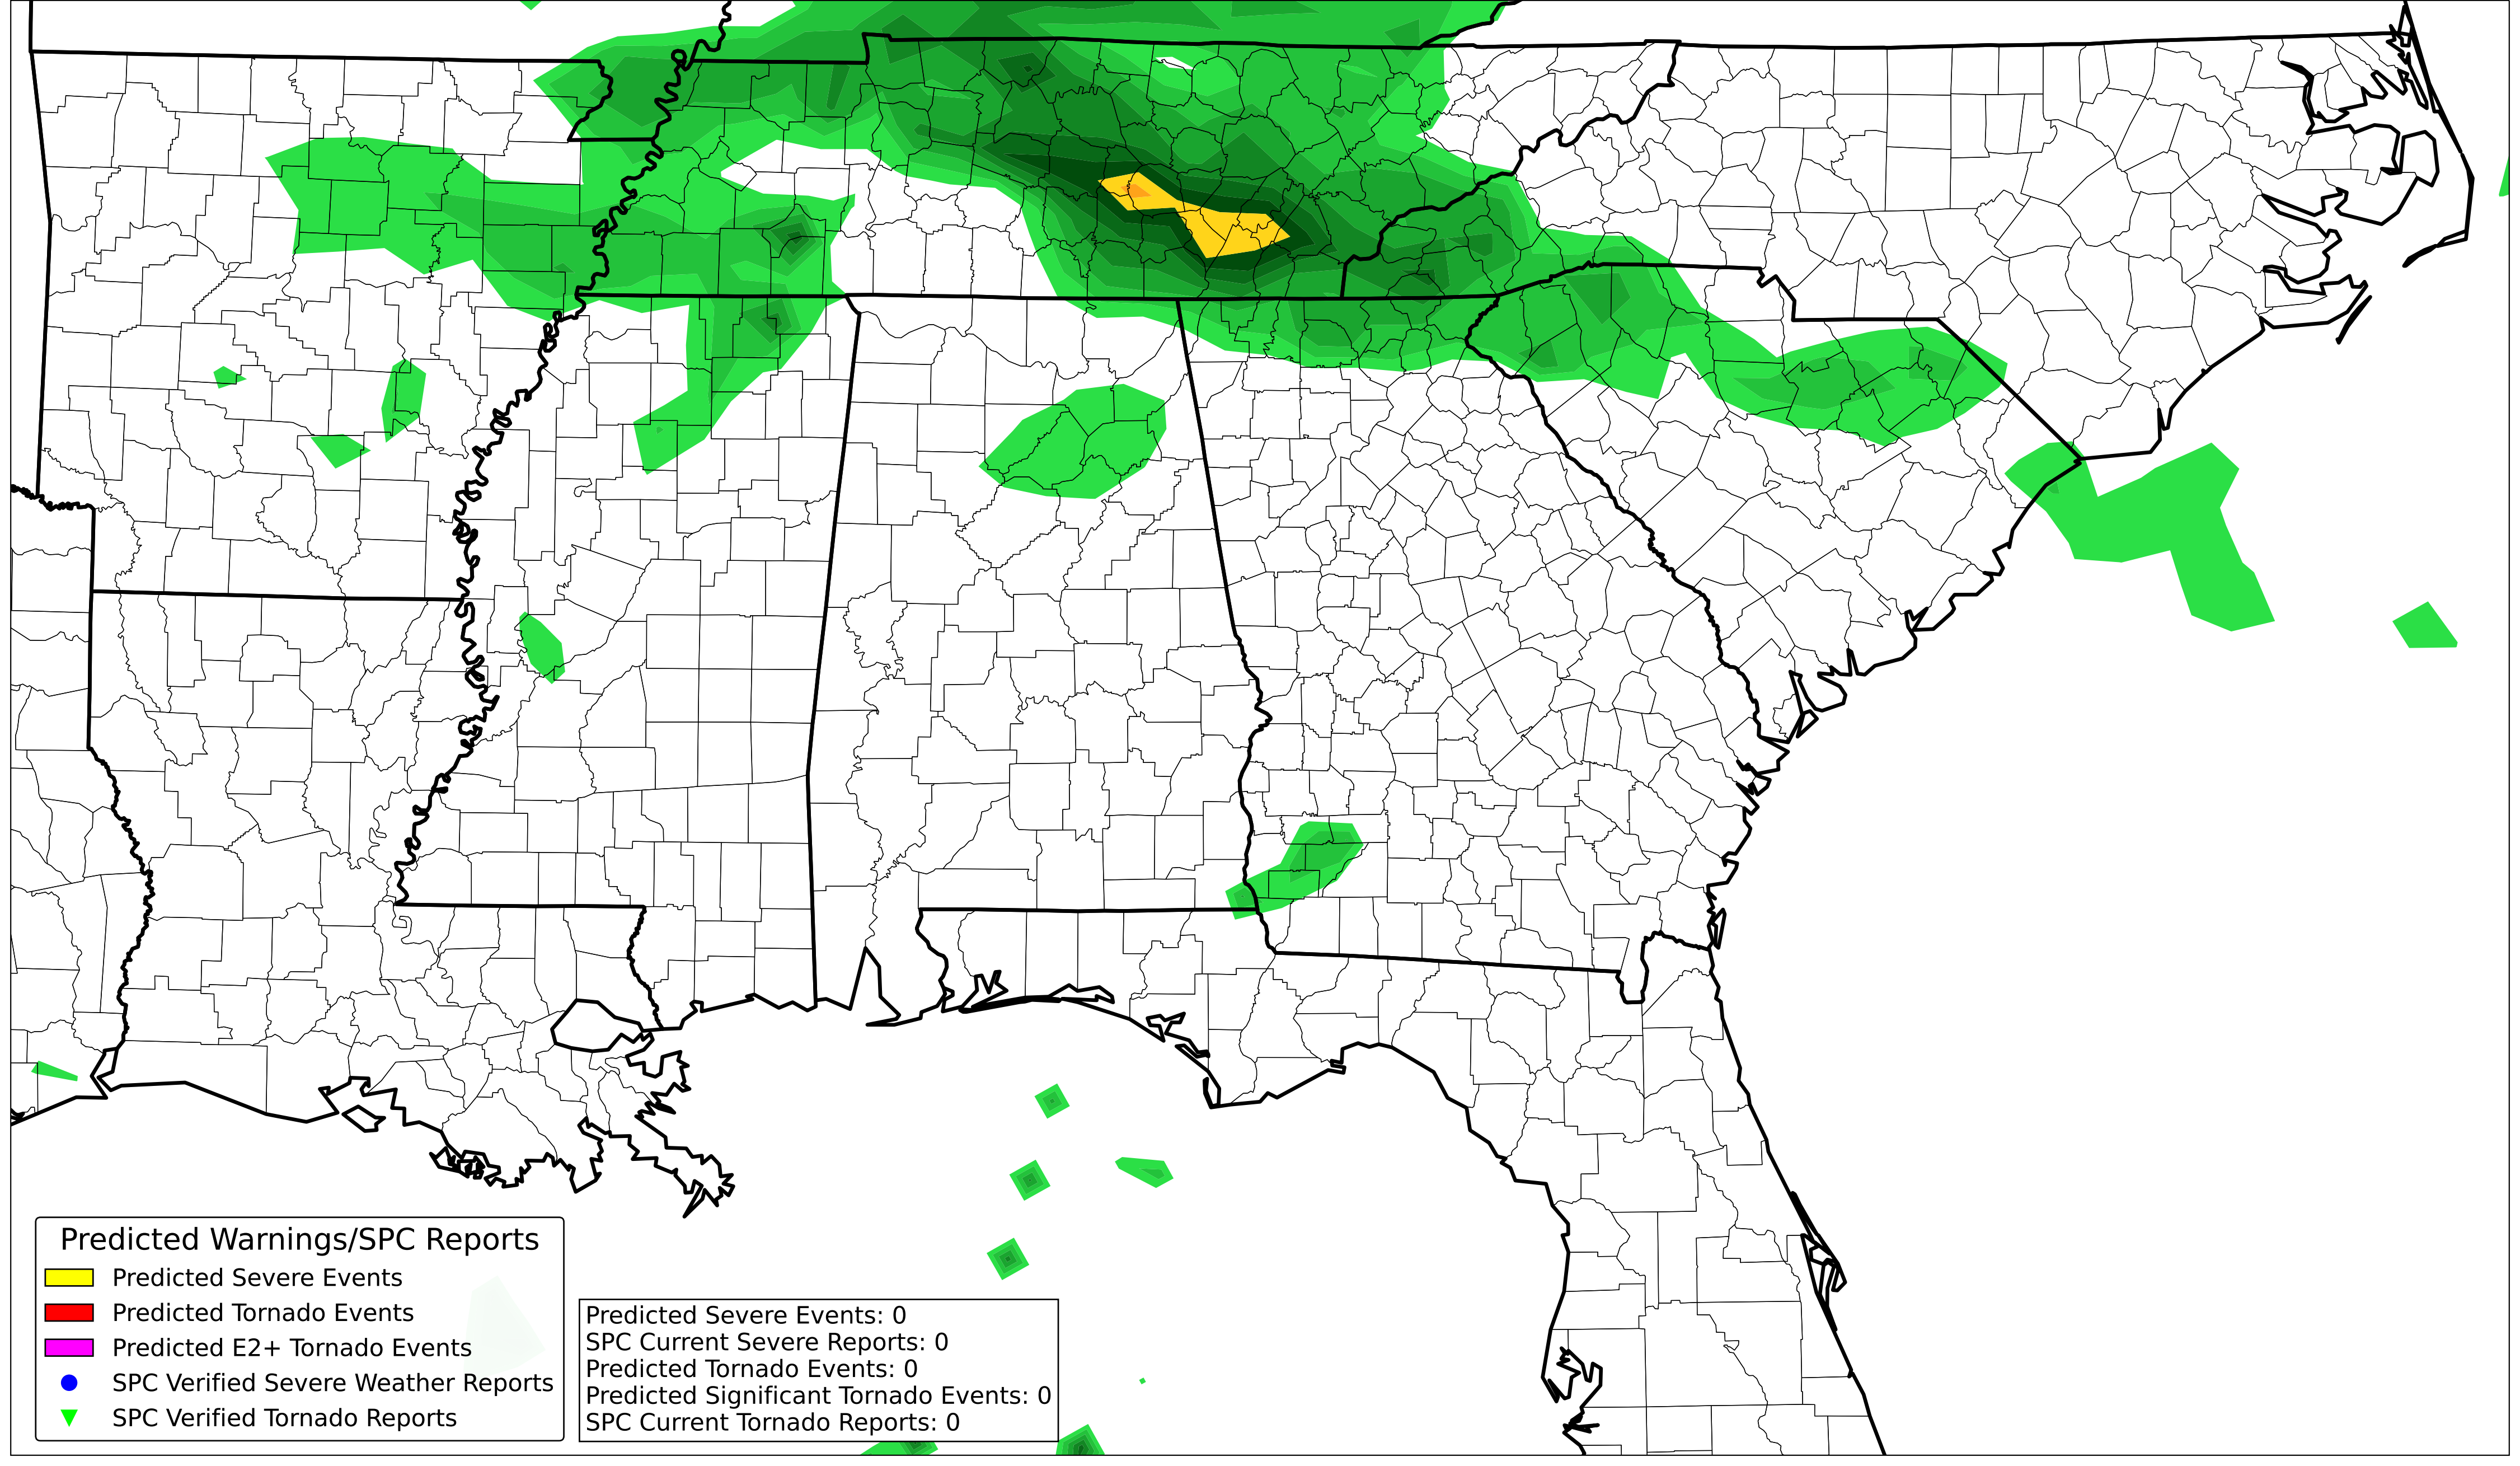 Predicted Warnings/SPC Reports
Predicted Severe Events
Predicted Tornado Events
Predicted E2+ Tornado Events
SPC Verified Severe Weather Reports
SPC Verified Tornado Reports
Predicted Severe Events: 0
SPC Current Severe Reports: 0
Predicted Tornado Events: 0
Predicted Significant Tornado Events: 0
SPC Current Tornado Reports: 0